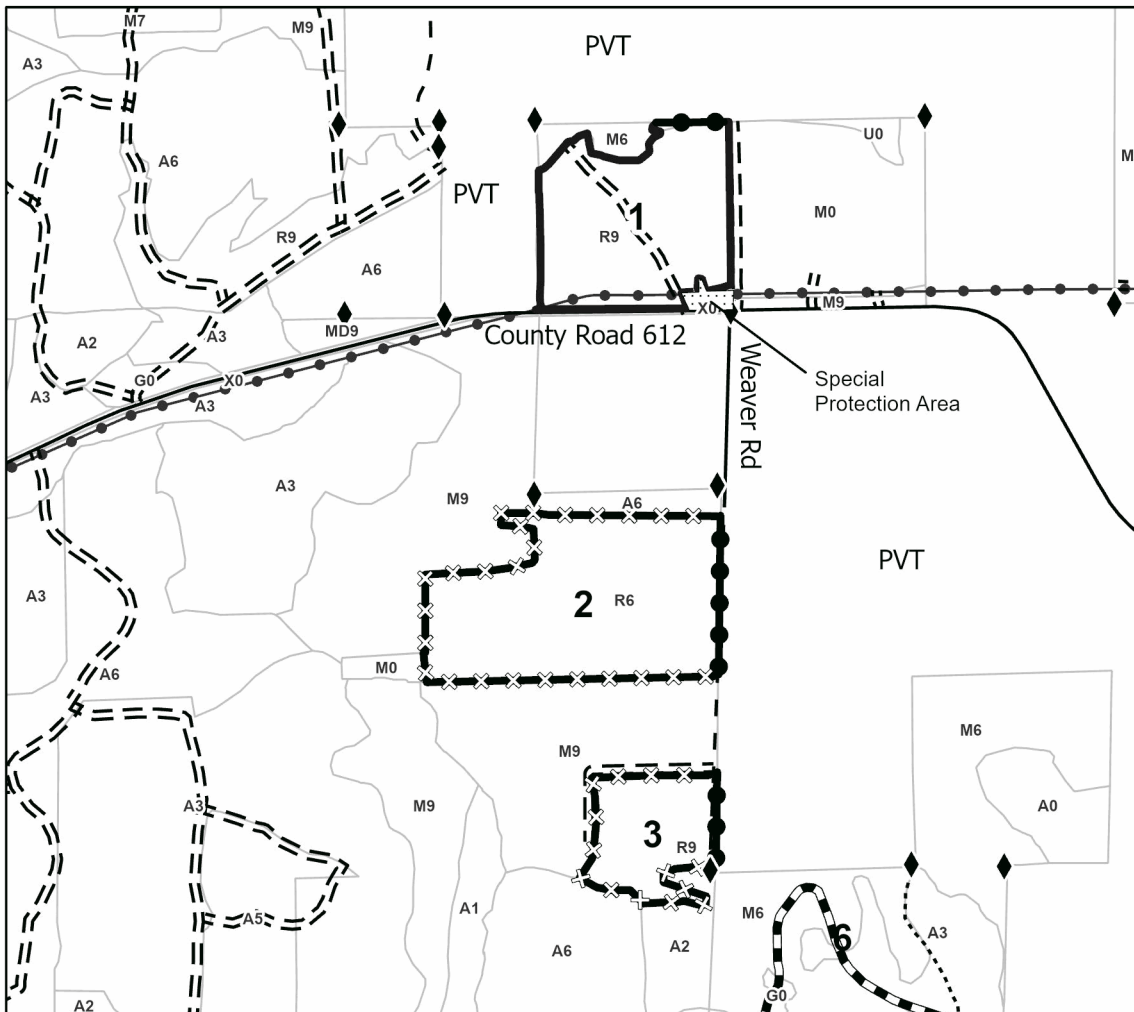 M7
M9
PVT
A3
M6
U0
M
A6
PVT
1
M0
R9
R9
A6
M9
X0
MD9
A3
A2
County Road 612
G0
X0
Weaver Rd
Special
Protection Area
A3
A3
A3
M9
A6
PVT
A3
2
R6
A6
M0
M9
M6
A3
M9
3
R9
A0
A5
A1
M6
6
A3
A6
A2
G0
A2